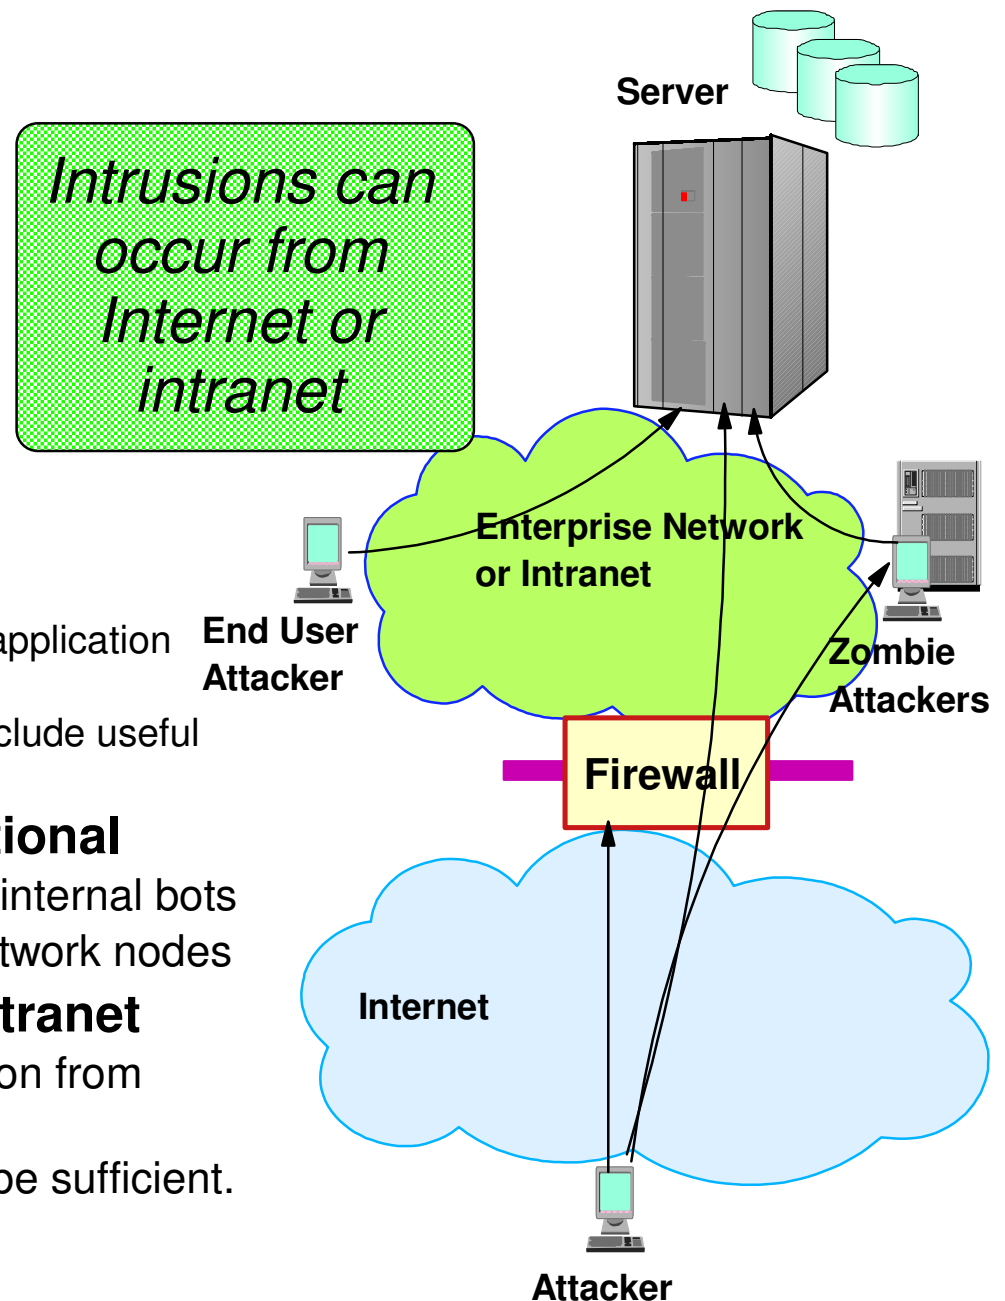 Server
Intrusions can
occur from
Internet or
intranet
Enterprise Network
or Intranet
End User
Attacker
Zombie
Attackers
application
clude useful
Firewall
tional
internal bots
twork nodes
tranet
Internet
on from
be sufficient.
Attacker